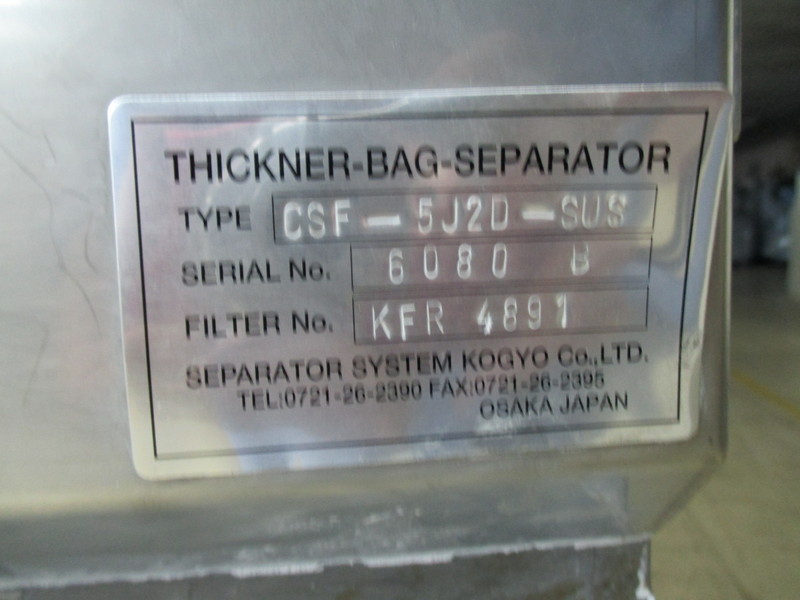 THICKNER-BAG-SEPARATOR
TYPE CSF-5J2D-SUS
SERIAL No. 6080 B
FILTER No. KFR 4891
SEPARATOR SYSTEM KOGYO Co.,LTD.
TEL:0721-26-2390 FAX:0721-26-2395
OSAKA JAPAN